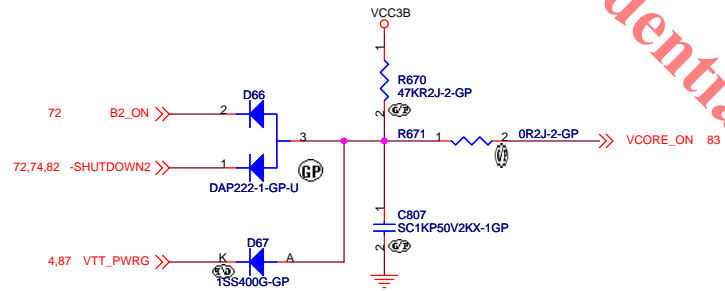 VCC3B
1
R670
47KR2J-2-GP
2 G/P
D66
72 B2_ON 2
3
R671 1 2 0R2J-2-GP
VCORE_ON 83
72,74,82 -SHUTDOWN2 1
GP
DAP222-1-GP-U
1 C807
SC1KP50V2KX-1GP
2 G/P
D67
4,87 VTT_PWRG K A
1SS400G-GP
dentia